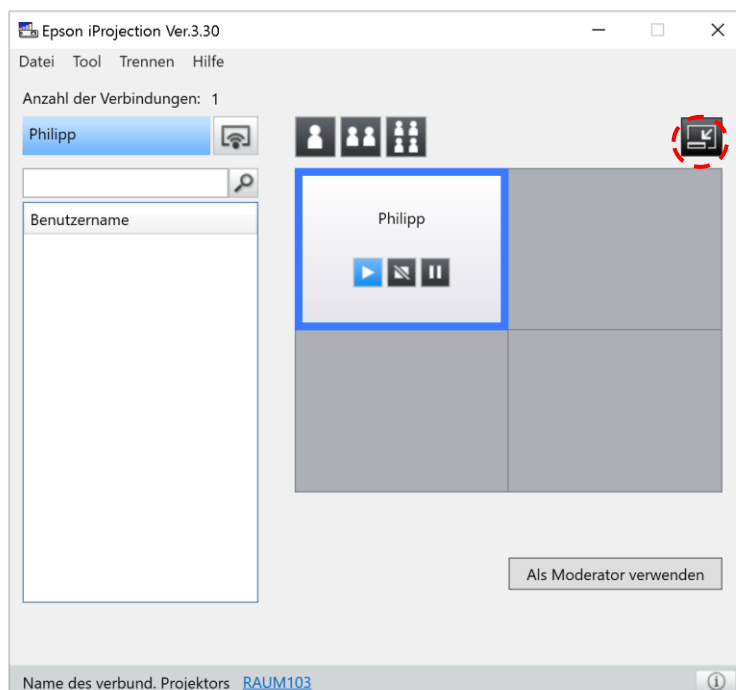 Epson iProjection Ver.3.30
Datei Tool Trennen Hilfe
Anzahl der Verbindungen: 1
Philipp
Benutzername
Philipp
Als Moderator verwenden
Name des verbund. Projektors RAUM103